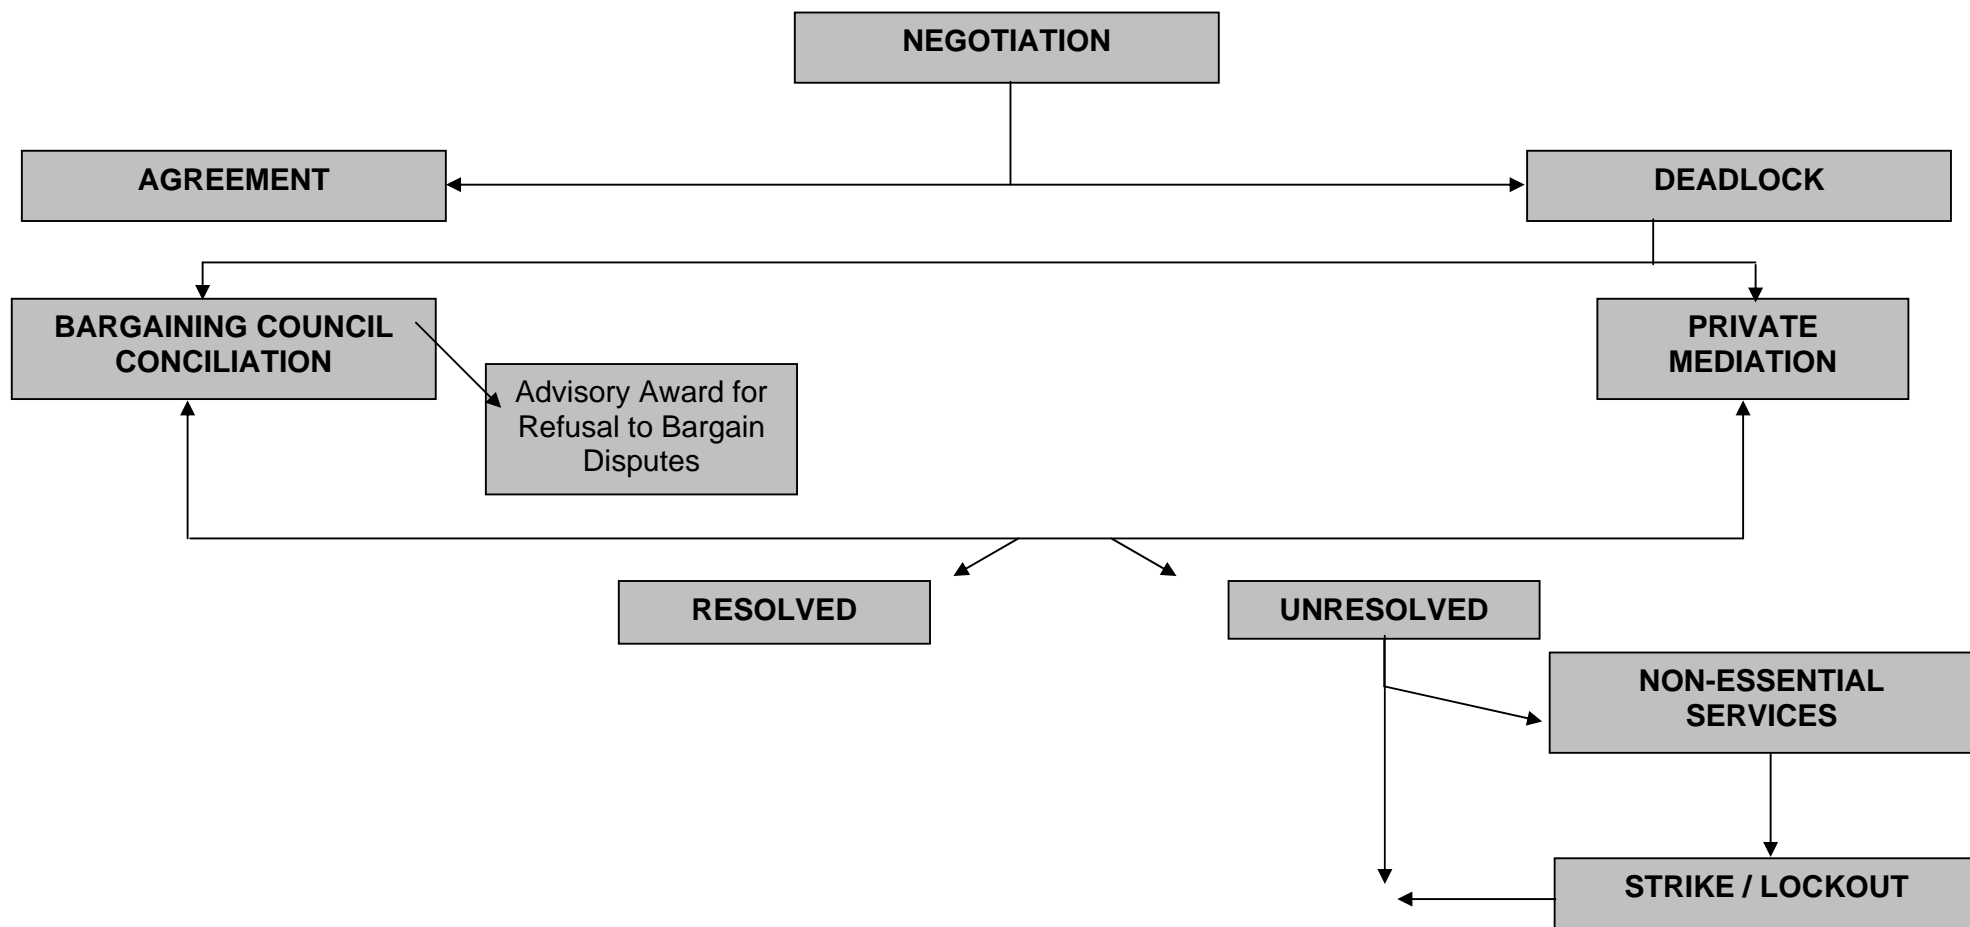 NEGOTIATION
AGREEMENT
DEADLOCK
BARGAINING COUNCIL
CONCILIATION
PRIVATE
MEDIATION
Advisory Award for
Refusal to Bargain
Disputes
RESOLVED
UNRESOLVED
NON-ESSENTIAL
SERVICES
STRIKE / LOCKOUT